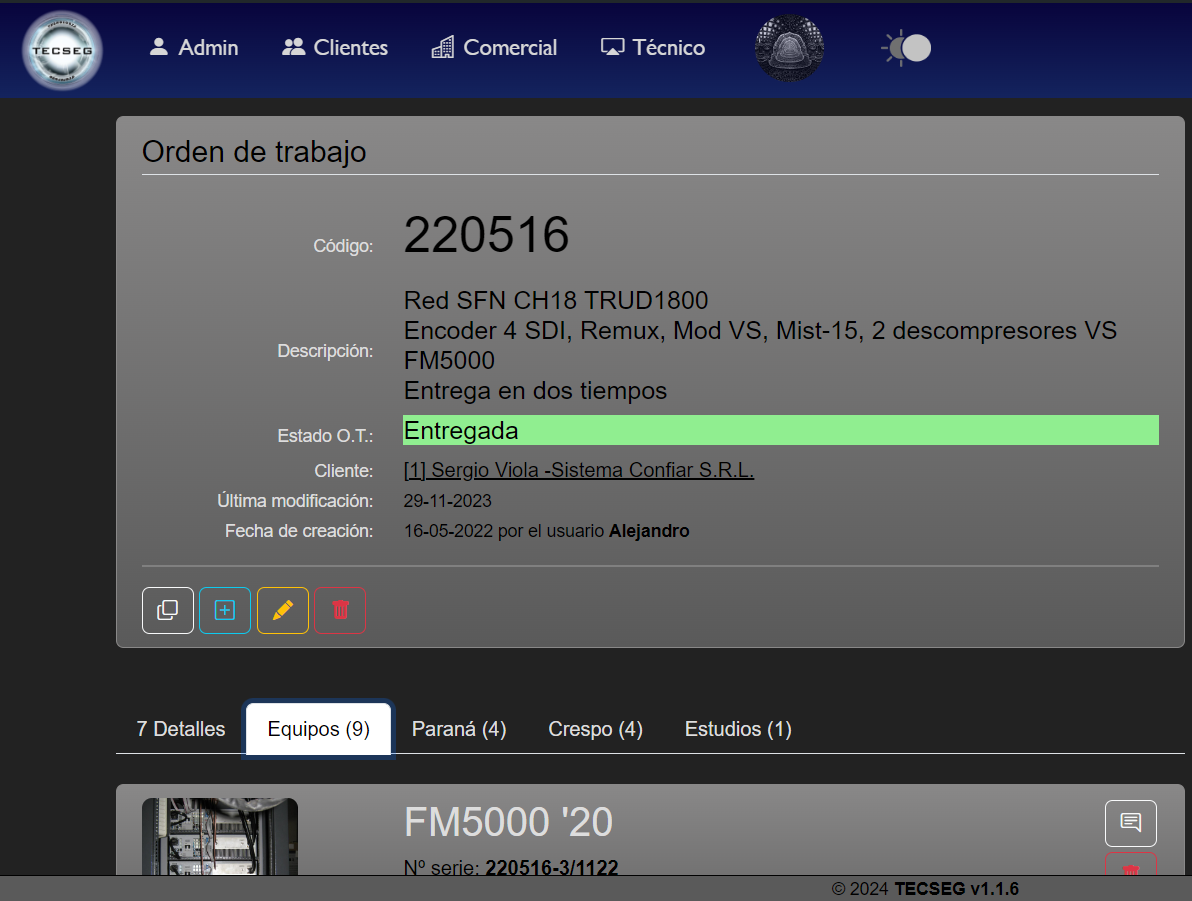 TECSEG
Admin
Clientes
Comercial
Técnico
Orden de trabajo
Código:
220516
Descripción:
Red SFN CH18 TRUD1800
Encoder 4 SDI, Remux, Mod VS, Mist-15, 2 descompresores VS
FM5000
Entrega en dos tiempos
Estado O.T.:
Entregada
Cliente:
[1] Sergio Viola -Sistema Confiar S.R.L.
Última modificación:
29-11-2023
Fecha de creación:
16-05-2022 por el usuario Alejandro
7 Detalles
Equipos (9)
Paraná (4)
Crespo (4)
Estudios (1)
FM5000 '20
Nº serie: 220516-3/1122
© 2024 TECSEG v1.1.6